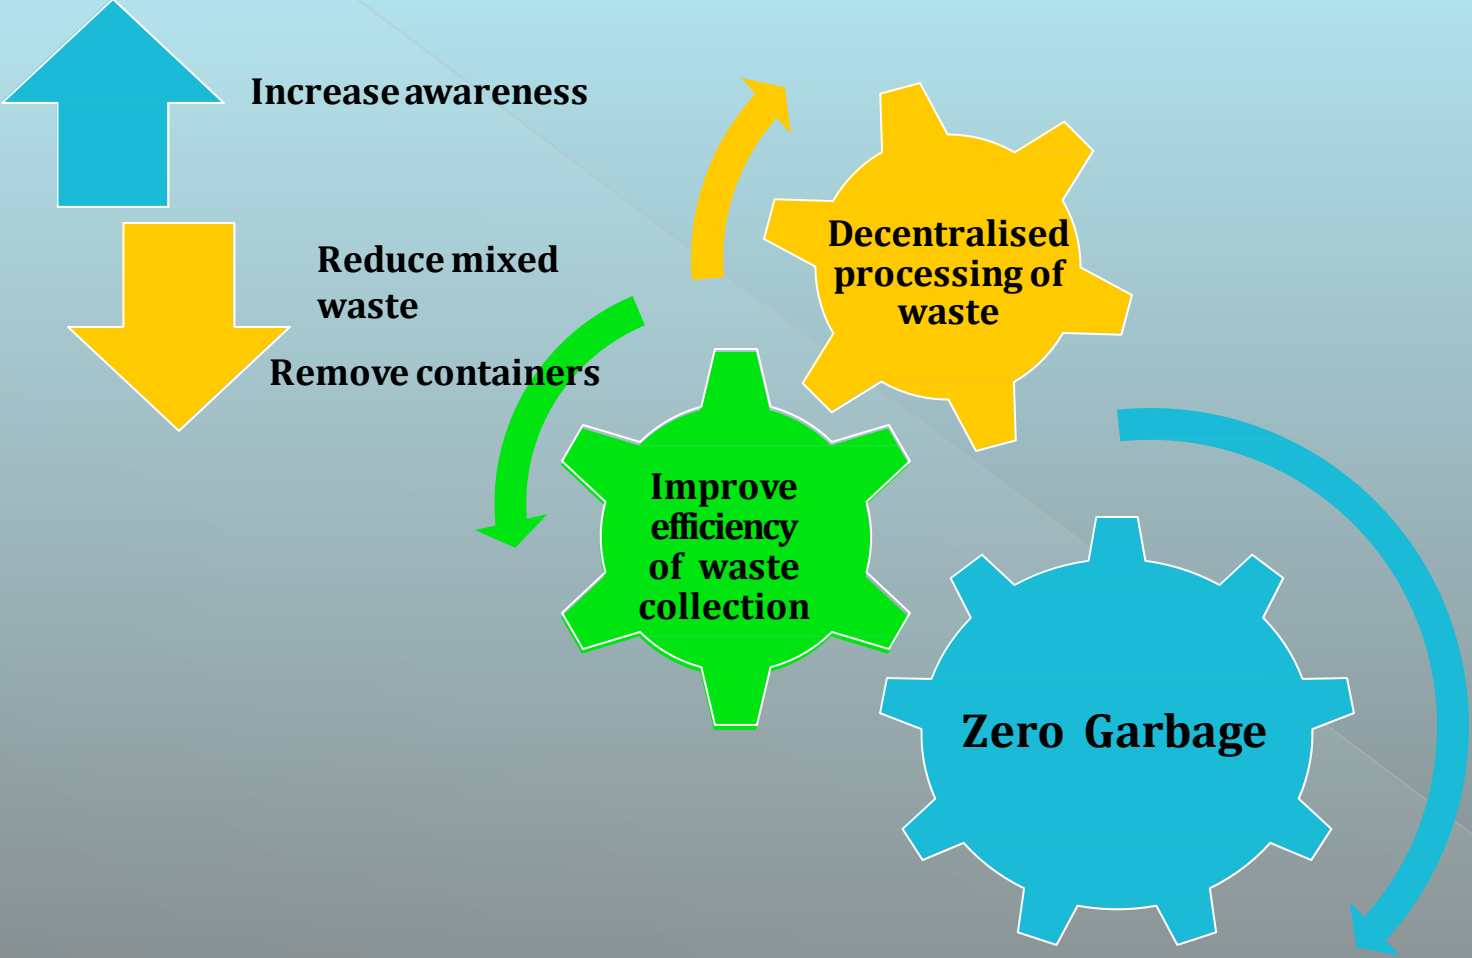 Increase awareness
Reduce mixed
waste
Remove containers
Decentralised
processing of
waste
Improve
efficiency
of waste
collection
Zero Garbage